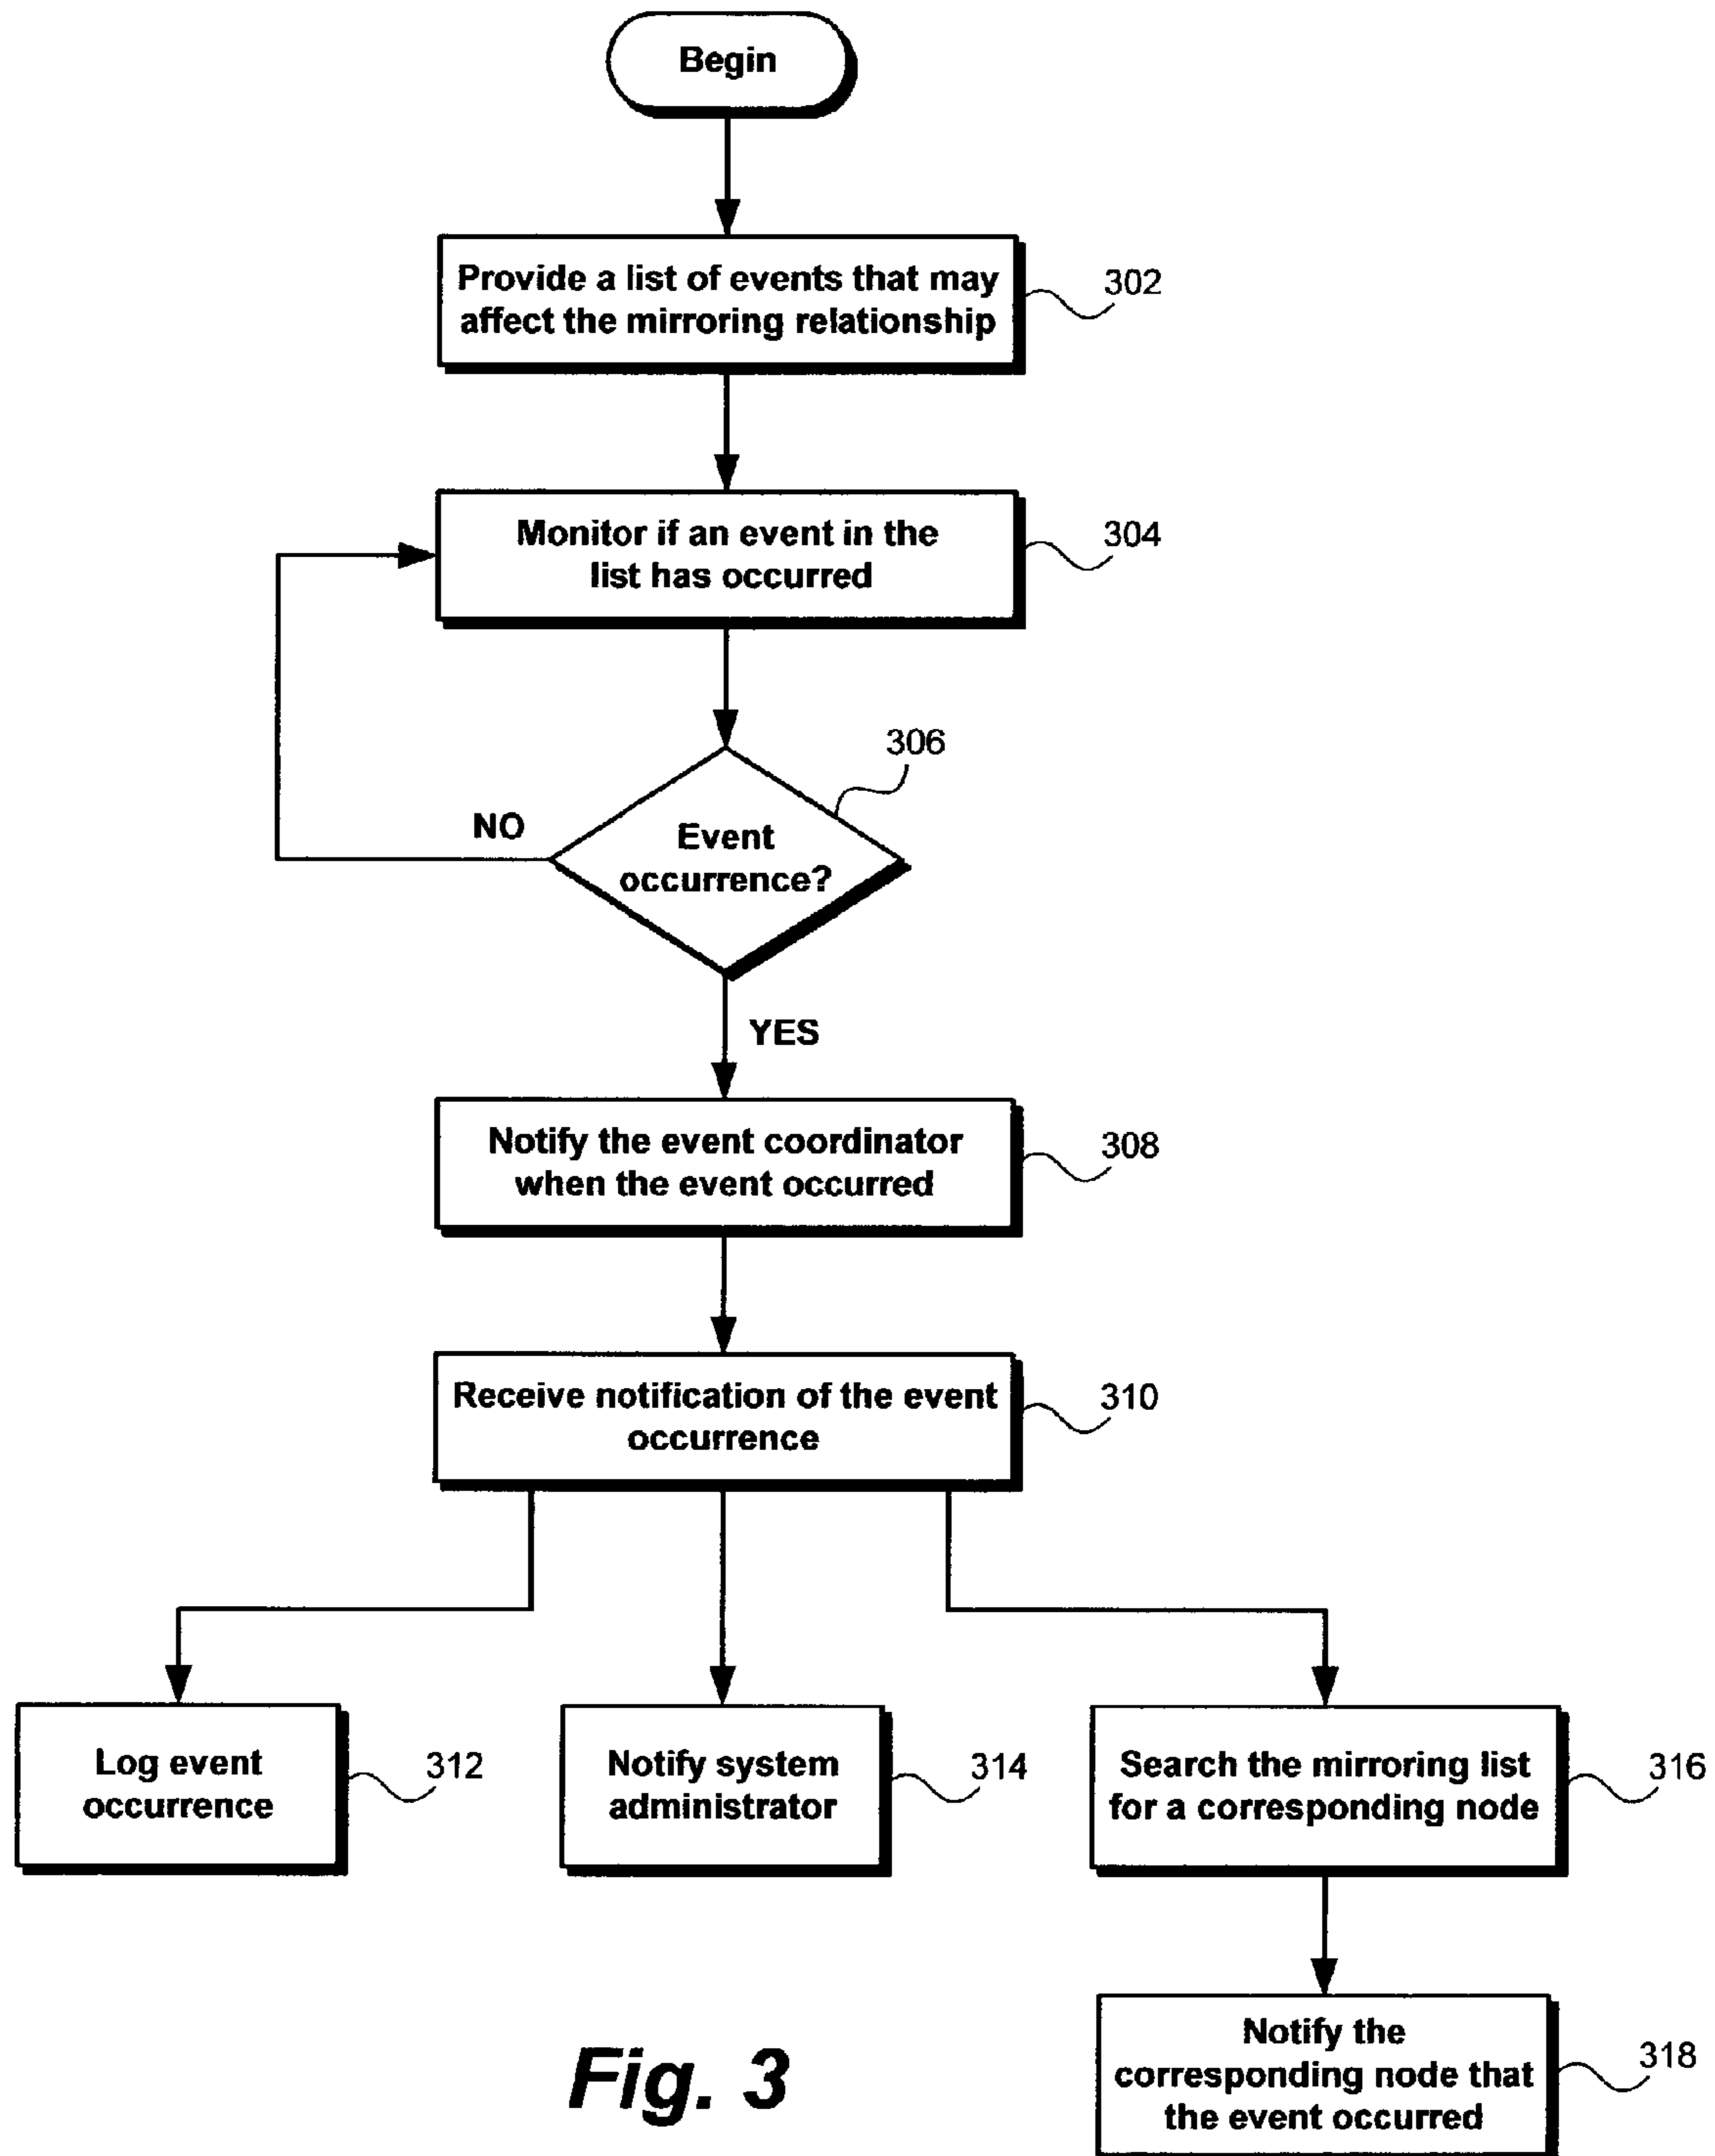 Begin
Provide a list of events that may
affect the mirroring relationship
302
Monitor if an event in the
list has occurred
304
306
NO
Event
occurrence?
YES
Notify the event coordinator
when the event occurred
308
Receive notification of the event
occurrence
310
Log event
occurrence
312
Notify system
administrator
314
Search the mirroring list
for a corresponding node
316
Notify the
corresponding node that
the event occurred
318
Fig. 3